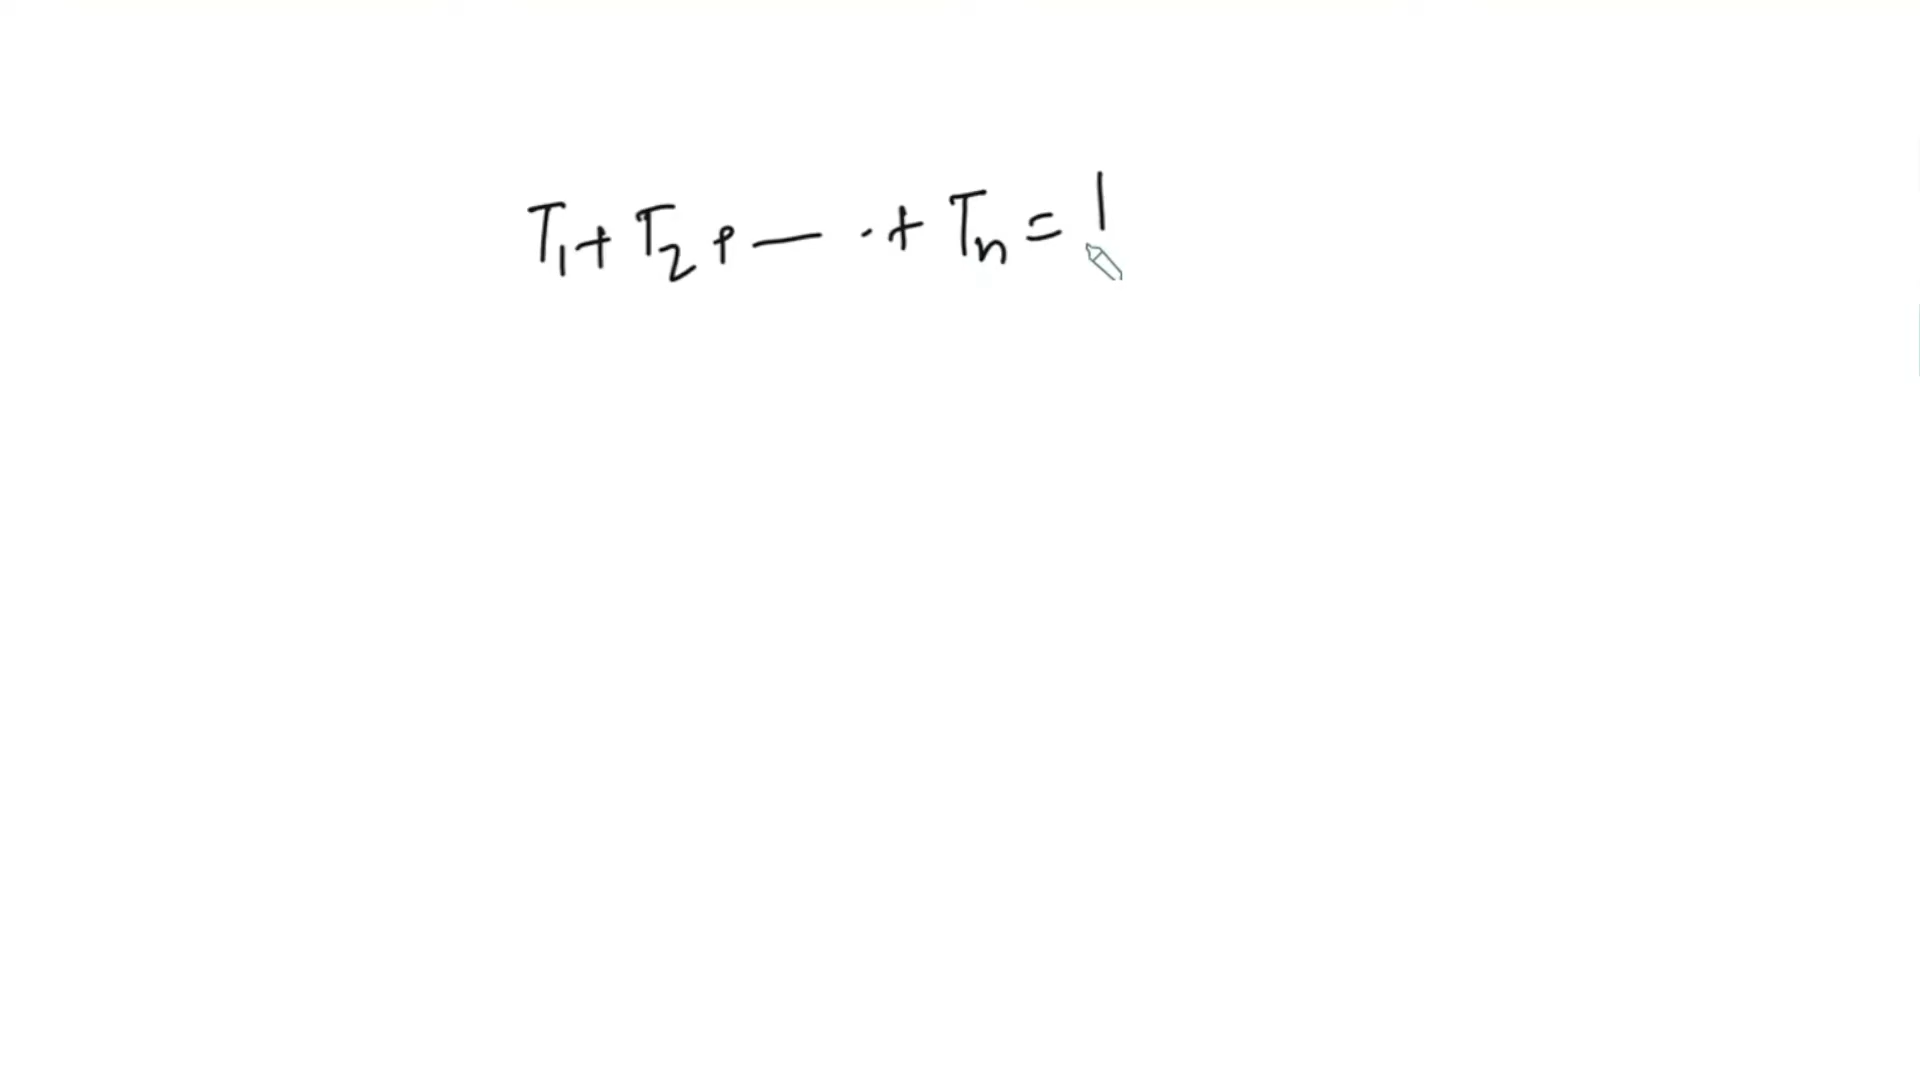 T₁ + T₂ + — · + Tₙ = 1